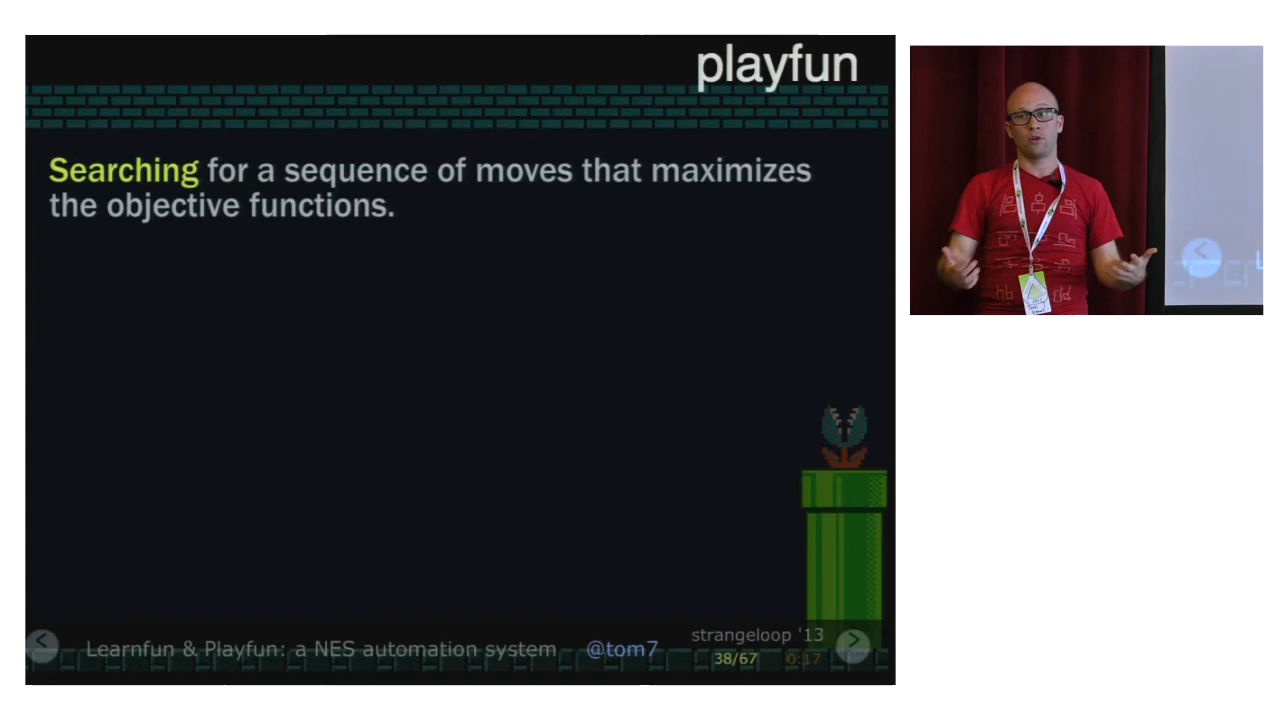 playfun
Searching for a sequence of moves that maximizes
the objective functions.
Learnfun & Playfun: a NES automation system @tom7
strangeloop '13
38/67 0:17